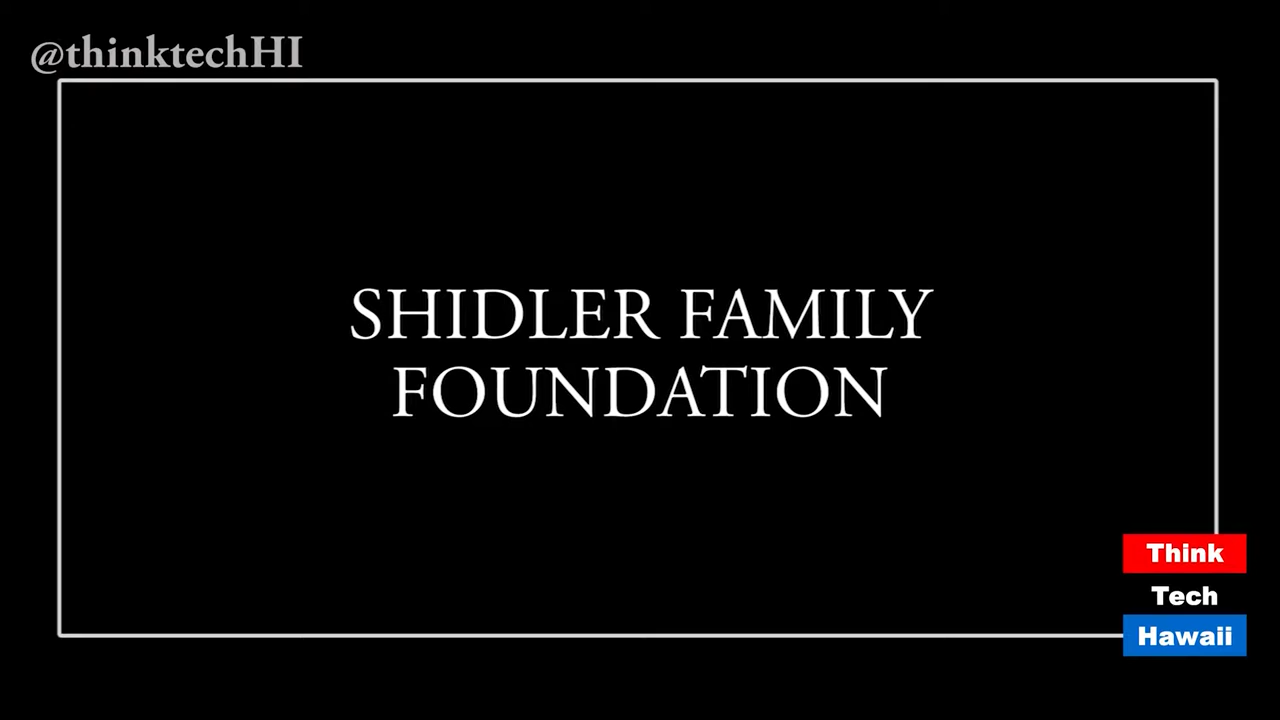 @thinktechHI
SHIDLER FAMILY
FOUNDATION
Think
Tech
Hawaii